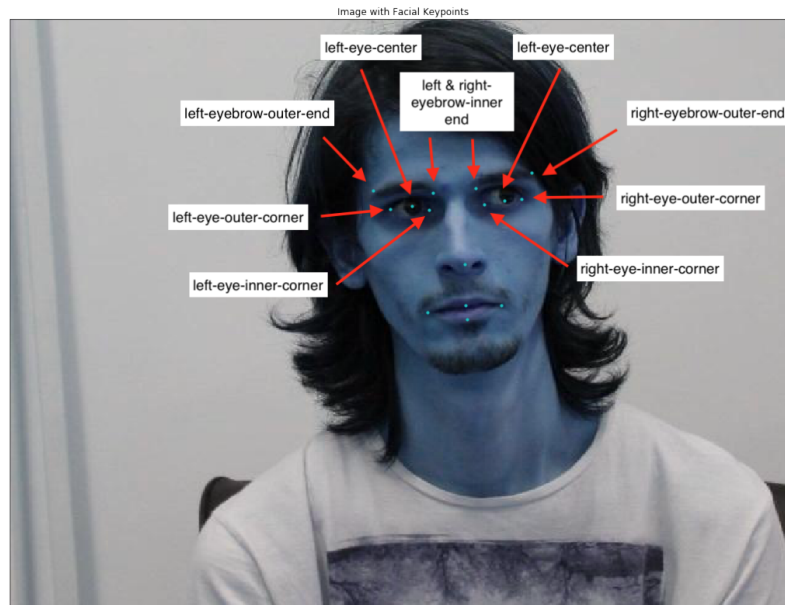 Image with Facial Keypoints
left-eye-center
left-eye-center
left & right-
eyebrow-inner
end
left-eyebrow-outer-end
right-eyebrow-outer-end
right-eye-outer-corner
left-eye-outer-corner
right-eye-inner-corner
left-eye-inner-corner